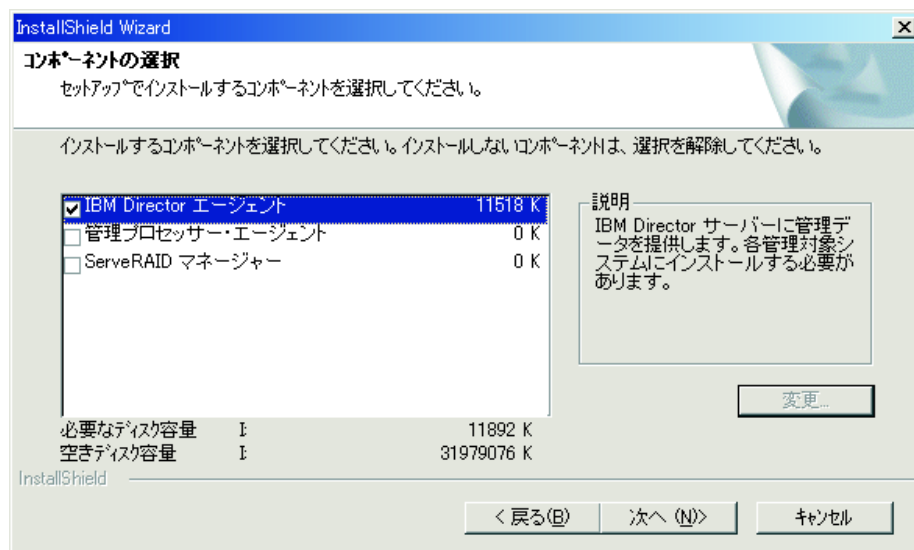 InstallShield Wizard
コンポーネントの選択
セットアップでインストールするコンポーネントを選択してください。
インストールするコンポーネントを選択してください。インストールしないコンポーネントは、選択を解除してください。
IBM Director エージェント 11518 K
管理プロセッサー・エージェント 0 K
ServeRAID マネージャー 0 K
説明
IBM Director サーバーに管理デ
ータを提供します。各管理対象シ
ステムにインストールする必要が
あります。
変更...
必要なディスク容量 I: 11892 K
空きディスク容量 I: 31979076 K
InstallShield
< 戻る(B)
次へ (N)>
キャンセル